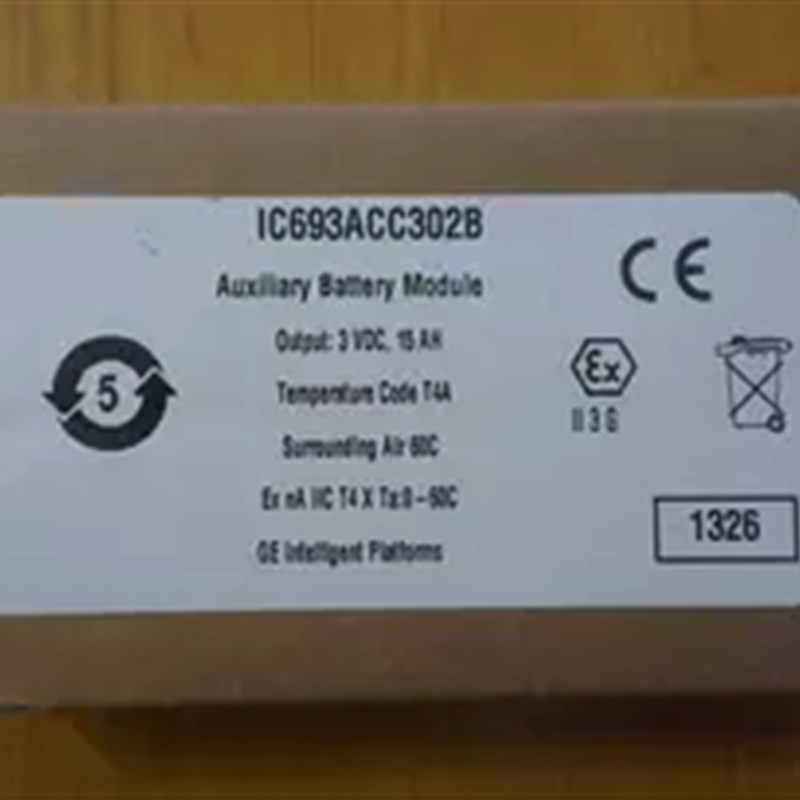 IC693ACC302B
Auxiliary Battery Module
Output: 3 VDC, 15 AH
Temperature Code T4A
Surrounding Air 60C
Ex nA IIC T4 X Ta:0 - 60C
GE Intelligent Platforms
5
CE
Ex
II 3 G
1326